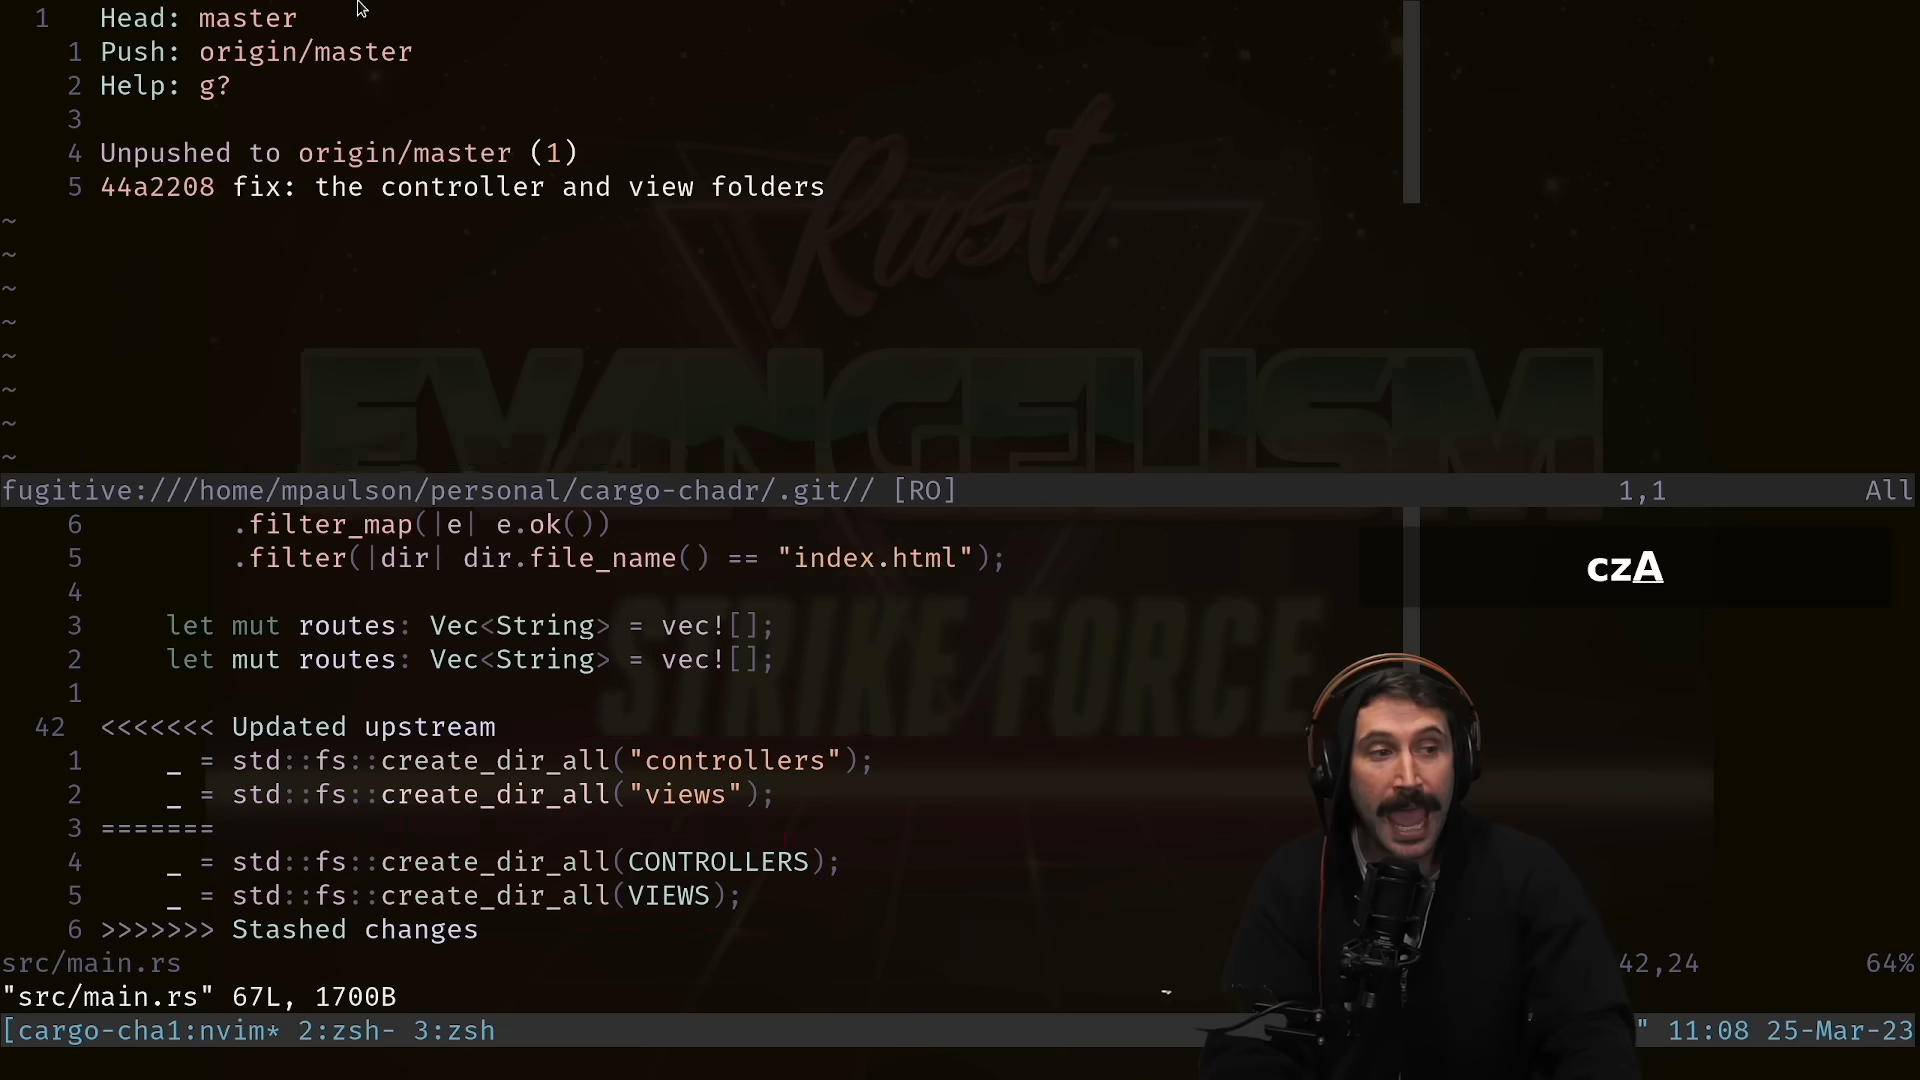 1 Head: master
1 Push: origin/master
2 Help: g?
3
4 Unpushed to origin/master (1)
5 44a2208 fix: the controller and view folders
~
~
~
~
~
~
~
~
Rust
EVANGELISM
STRIKE FORCE
fugitive:///home/mpaulson/personal/cargo-chadr/.git// [RO] 1,1 All
6 .filter_map(|e| e.ok())
5 .filter(|dir| dir.file_name() == "index.html");
4
czA
3 let mut routes: Vec<String> = vec![];
2 let mut routes: Vec<String> = vec![];
1
42 <<<<<<< Updated upstream
1 _ = std::fs::create_dir_all("controllers");
2 _ = std::fs::create_dir_all("views");
3 =======
4 _ = std::fs::create_dir_all(CONTROLLERS);
5 _ = std::fs::create_dir_all(VIEWS);
6 >>>>>>> Stashed changes
src/main.rs 42,24 64%
"src/main.rs" 67L, 1700B
[cargo-cha1:nvim* 2:zsh- 3:zsh " 11:08 25-Mar-23